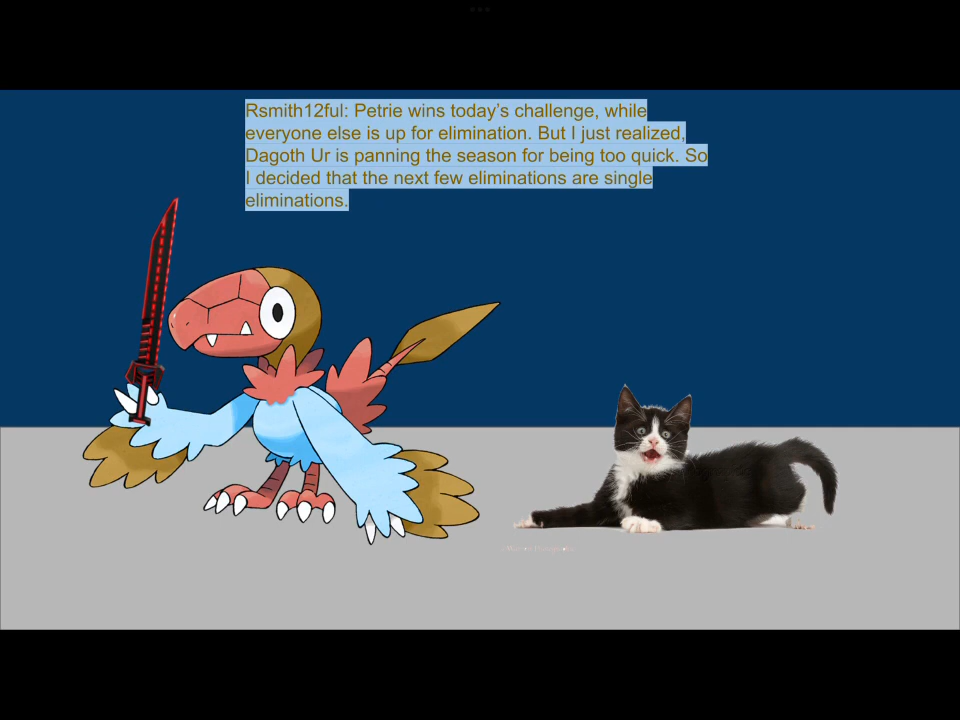 Rsmith12ful: Petrie wins today’s challenge, while
everyone else is up for elimination. But I just realized,
Dagoth Ur is panning the season for being too quick. So
I decided that the next few eliminations are single
eliminations.